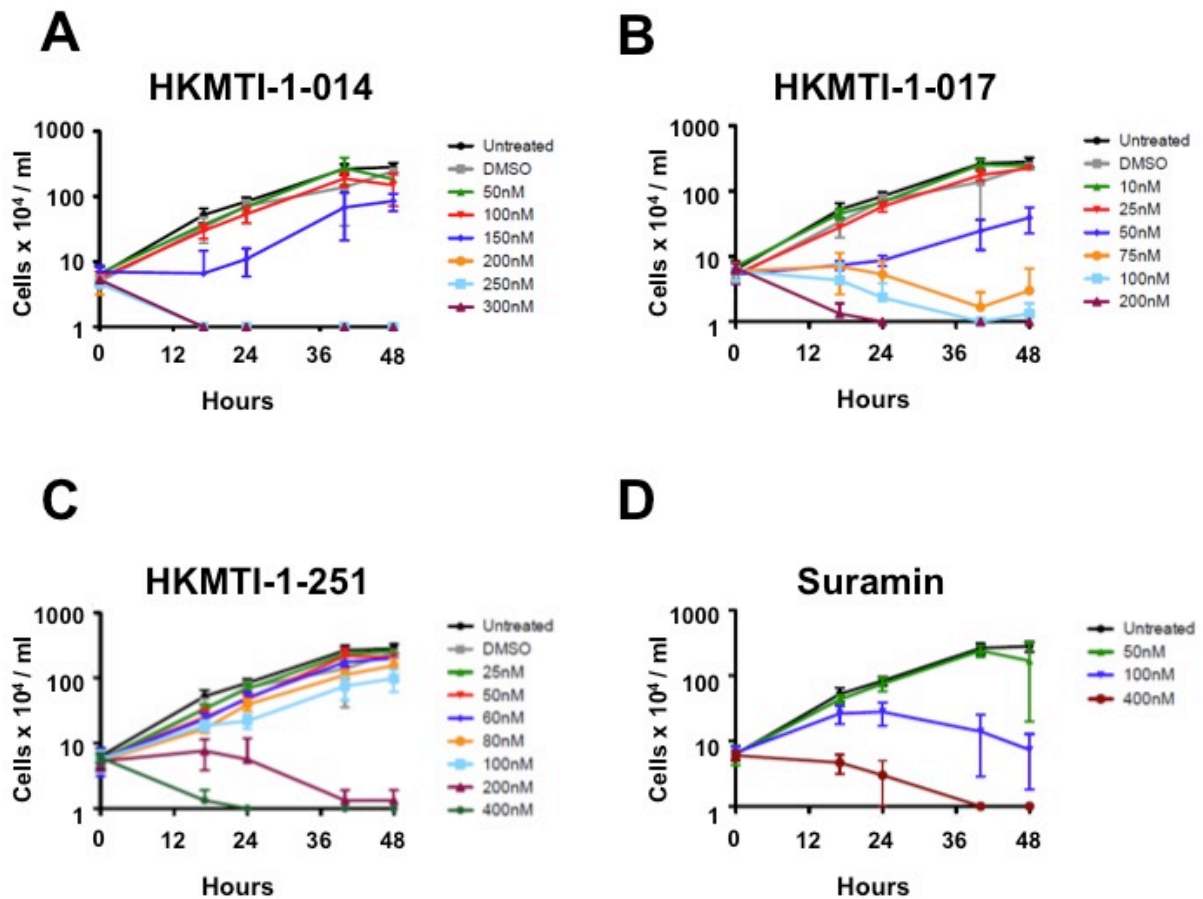 A
HKMTI-1-014
Cells x 10⁴ / ml
1000
100
10
1
0 12 24 36 48
Hours
Untreated
DMSO
50nM
100nM
150nM
200nM
250nM
300nM
B
HKMTI-1-017
Cells x 10⁴ / ml
1000
100
10
1
0 12 24 36 48
Hours
Untreated
DMSO
10nM
25nM
50nM
75nM
100nM
200nM
C
HKMTI-1-251
Cells x 10⁴ / ml
1000
100
10
1
0 12 24 36 48
Hours
Untreated
DMSO
25nM
50nM
60nM
80nM
100nM
200nM
400nM
D
Suramin
Cells x 10⁴ / ml
1000
100
10
1
0 12 24 36 48
Hours
Untreated
50nM
100nM
400nM